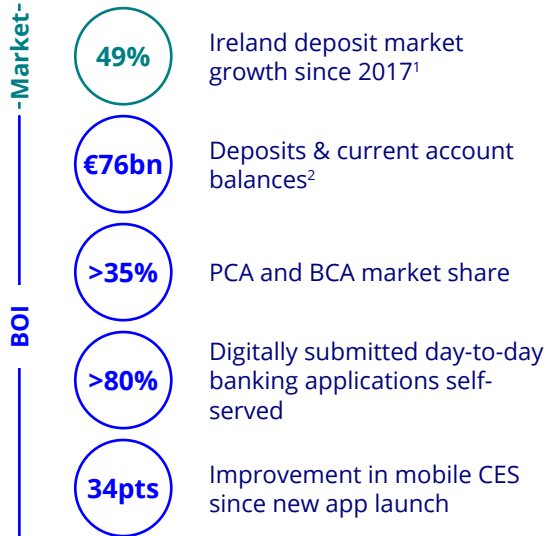 -Market-
49%
Ireland deposit market
growth since 2017¹
BOI
€76bn
Deposits & current account
balances²
>35%
PCA and BCA market share
>80%
Digitally submitted day-to-day
banking applications self-
served
34pts
Improvement in mobile CES
since new app launch